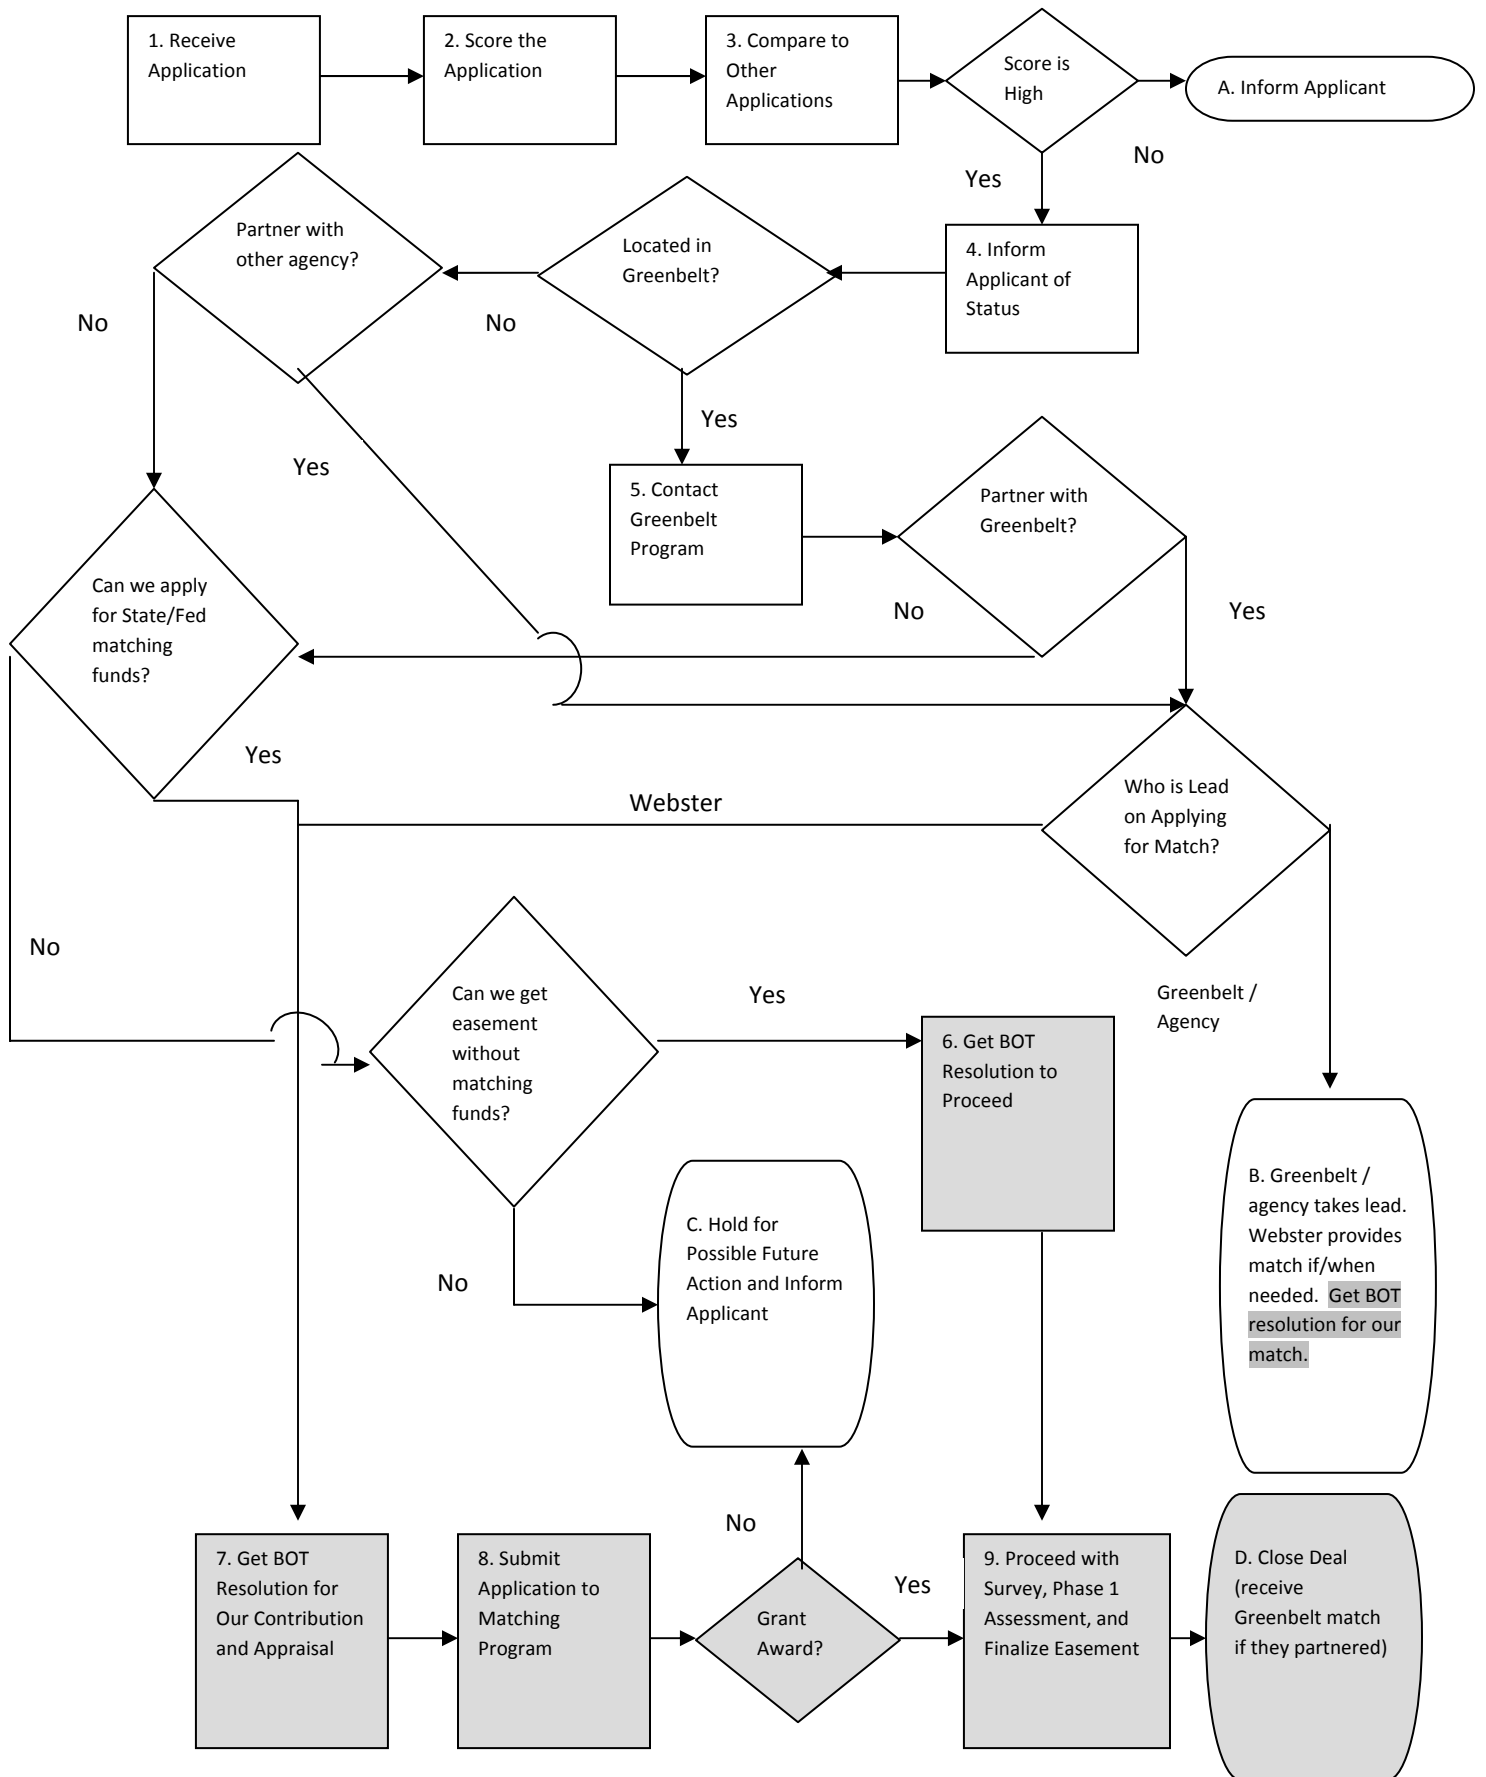 1. Receive
Application
2. Score the
Application
3. Compare to
Other
Applications
Score is
High
A. Inform Applicant
No
Yes
Partner with
other agency?
Located in
Greenbelt?
4. Inform
Applicant of
Status
No
No
Yes
Yes
5. Contact
Greenbelt
Program
Partner with
Greenbelt?
No
Yes
Can we apply
for State/Fed
matching
funds?
Yes
Webster
Who is Lead
on Applying
for Match?
No
Can we get
easement
without
matching
funds?
Yes
Greenbelt /
Agency
6. Get BOT
Resolution to
Proceed
B. Greenbelt /
agency takes lead.
Webster provides
match if/when
needed. Get BOT
resolution for our
match.
C. Hold for
Possible Future
Action and Inform
Applicant
No
No
Yes
7. Get BOT
Resolution for
Our Contribution
and Appraisal
8. Submit
Application to
Matching
Program
Grant
Award?
9. Proceed with
Survey, Phase 1
Assessment, and
Finalize Easement
D. Close Deal
(receive
Greenbelt match
if they partnered)